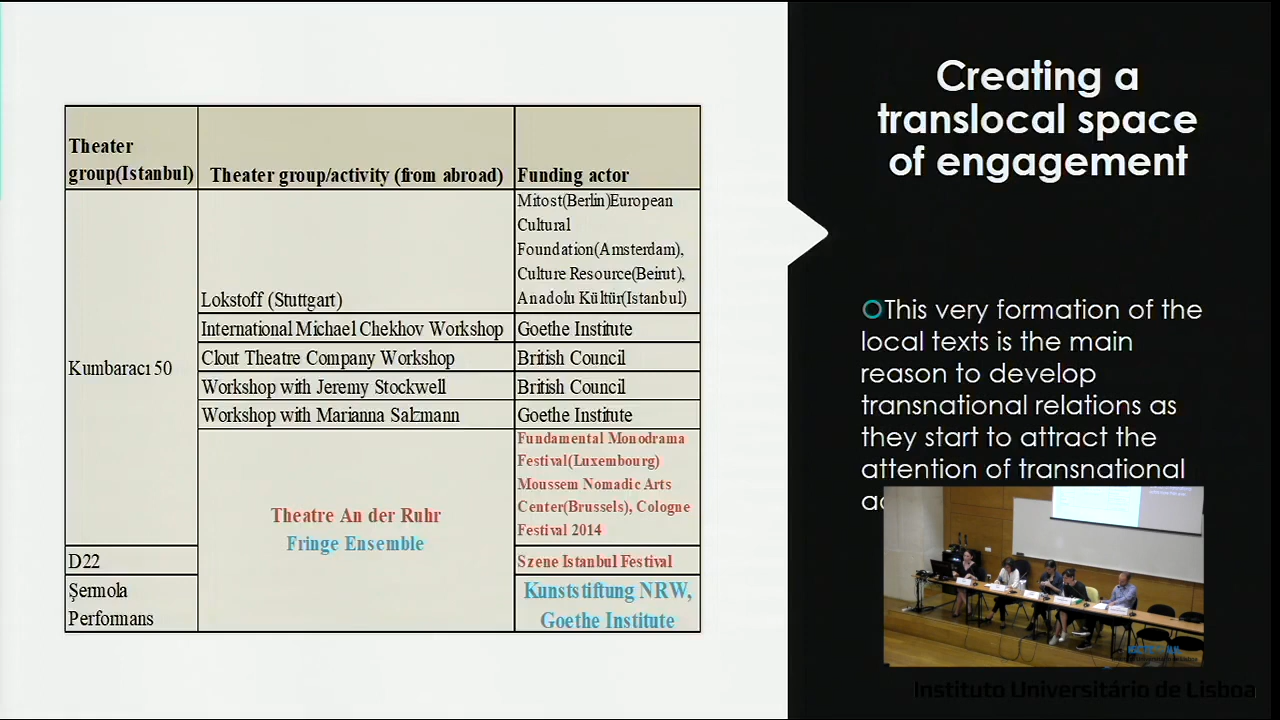 Theater
group(Istanbul)
Theater group/activity (from abroad)
Funding actor
Kumbaracı 50
Lokstoff (Stuttgart)
Mitost(Berlin)European
Cultural
Foundation(Amsterdam),
Culture Resource(Beirut),
Anadolu Kültür(Istanbul)
International Michael Chekhov Workshop
Goethe Institute
Clout Theatre Company Workshop
British Council
Workshop with Jeremy Stockwell
British Council
Workshop with Marianna Salzmann
Goethe Institute
Theatre An der Ruhr
Fringe Ensemble
Fundamental Monodrama
Festival(Luxembourg)
Moussem Nomadic Arts
Center(Brussels), Cologne
Festival 2014
D22
Szene Istanbul Festival
Şermola
Performans
Kunststiftung NRW,
Goethe Institute
Creating a
translocal space
of engagement
This very formation of the
local texts is the main
reason to develop
transnational relations as
they start to attract the
attention of transnational
Instituto Universitário de Lisboa